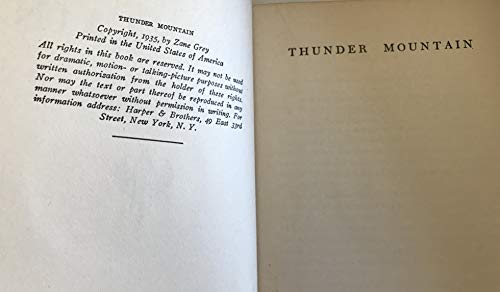 THUNDER MOUNTAIN
Copyright, 1935, by Zane Grey
Printed in the United States of America
All rights in this book are reserved. It may not be used
for dramatic, motion- or talking-picture purposes without
written authorization from the holder of these rights.
Nor may the text or part thereof be reproduced in any
manner whatsoever without permission in writing. For
information address: Harper & Brothers, 49 East 33rd
Street, New York, N. Y.
THUNDER MOUNTAIN